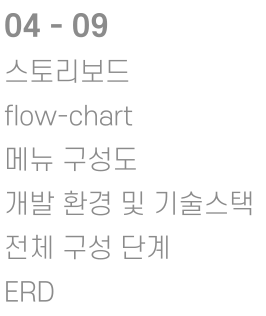 04 - 09
스토리보드
flow-chart
메뉴 구성도
개발 환경 및 기술스택
전체 구성 단계
ERD